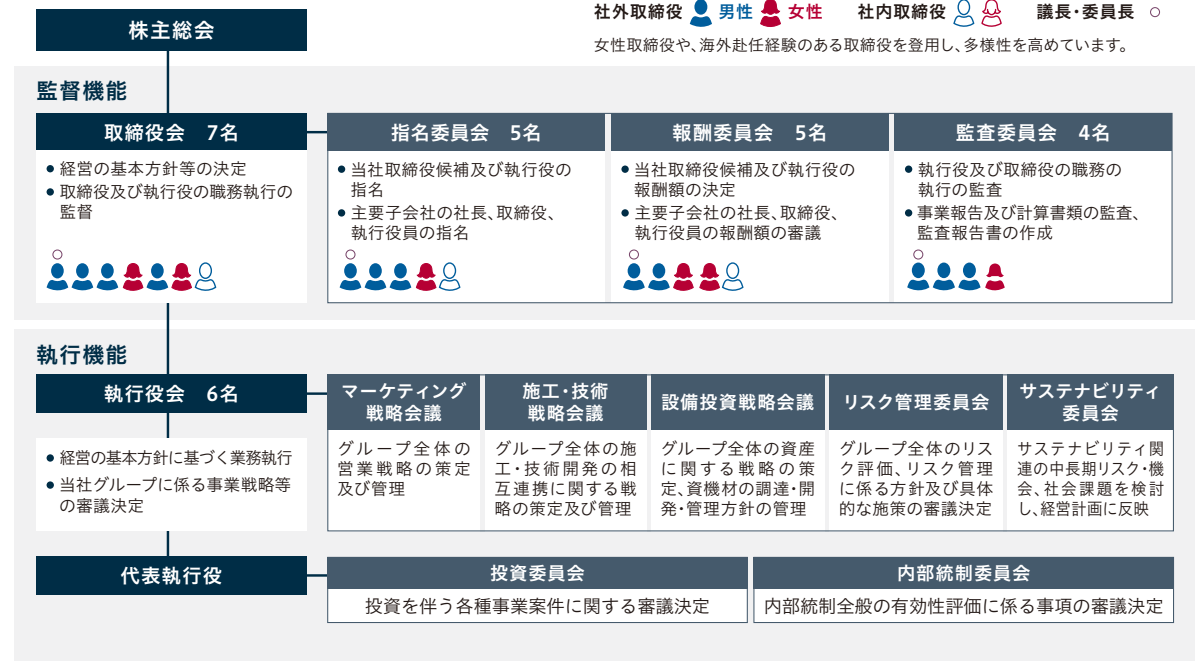 社外取締役 男性 女性 社内取締役 議長・委員長 ○
女性取締役や、海外赴任経験のある取締役を登用し、多様性を高めています。
株主総会
監督機能
取締役会 7名
● 経営の基本方針等の決定
● 取締役及び執行役の職務執行の
監督
指名委員会 5名
● 当社取締役候補及び執行役の
指名
● 主要子会社の社長、取締役、
執行役員の指名
報酬委員会 5名
● 当社取締役候補及び執行役の
報酬額の決定
● 主要子会社の社長、取締役、
執行役員の報酬額の審議
監査委員会 4名
● 執行役及び取締役の職務の
執行の監査
● 事業報告及び計算書類の監査、
監査報告書の作成
執行機能
執行役会 6名
● 経営の基本方針に基づく業務執行
● 当社グループに係る事業戦略等
の審議決定
マーケティング
戦略会議
グループ全体の
営業戦略の策定
及び管理
施工・技術
戦略会議
グループ全体の施
工・技術開発の相
互連携に関する戦
略の策定及び管理
設備投資戦略会議
グループ全体の資産
に関する戦略の策
定、資機材の調達・開
発・管理方針の管理
リスク管理委員会
グループ全体のリス
ク評価、リスク管理
に係る方針及び具体
的な施策の審議決定
サステナビリティ
委員会
サステナビリティ関
連の中長期リスク・機
会、社会課題を検討
し、経営計画に反映
代表執行役
投資委員会
投資を伴う各種事業案件に関する審議決定
内部統制委員会
内部統制全般の有効性評価に係る事項の審議決定